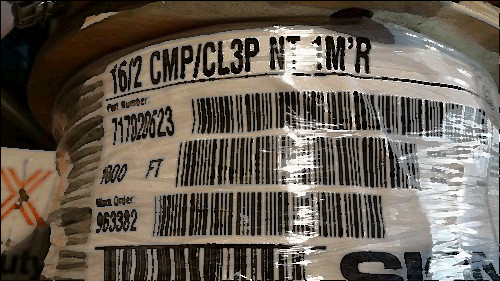 16/2 CMP/CL3P NT 1M'R
Part Number
717020623
1000 FT
Work Order
963382